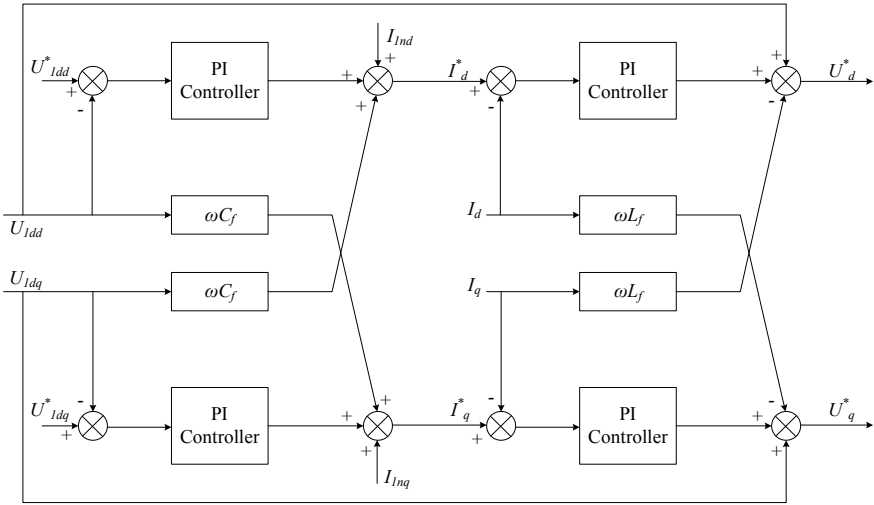 I1nd
U*1dd
PI
Controller
I*d
PI
Controller
U*d
+
-
+
+
+
+
-
+
+
-
U1dd
ωCf
Id
ωLf
U1dq
ωCf
Iq
ωLf
U*1dq
PI
Controller
I*q
PI
Controller
U*q
-
+
+
+
+
-
+
-
+
+
I1nq